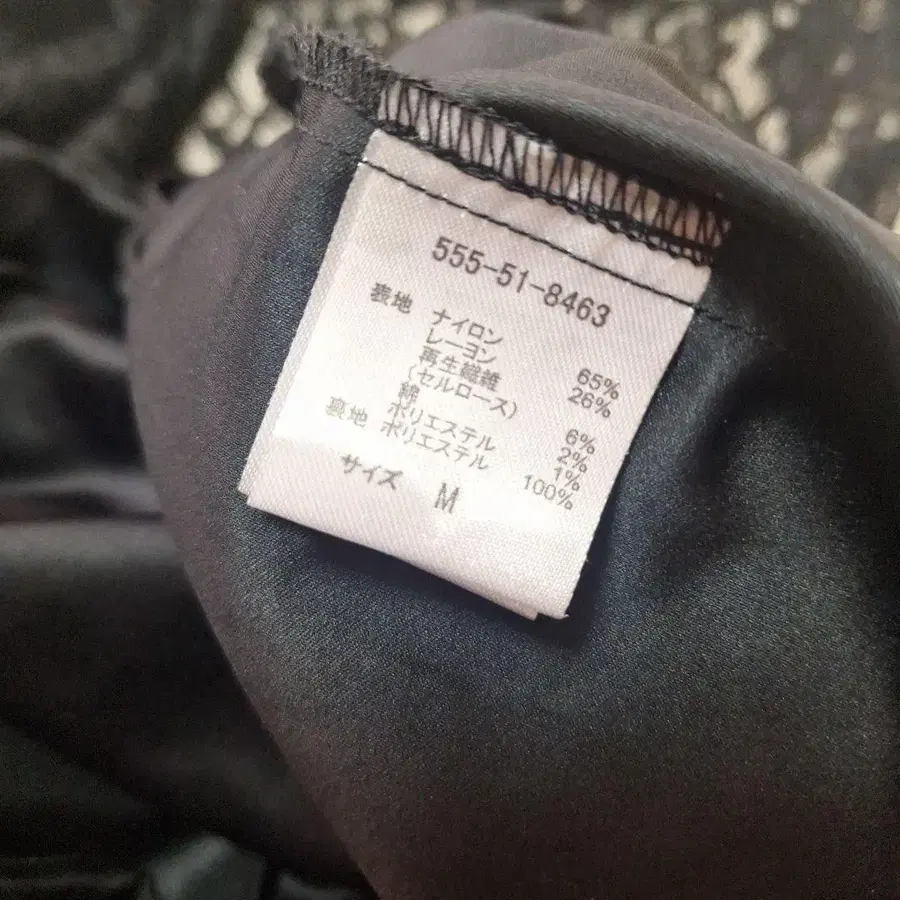 555-51-8463
表地 ナイロン 65%
レーヨン 26%
再生繊維
(セルロース) 6%
綿 2%
ポリエステル 1%
裏地 ポリエステル 100%
サイズ M